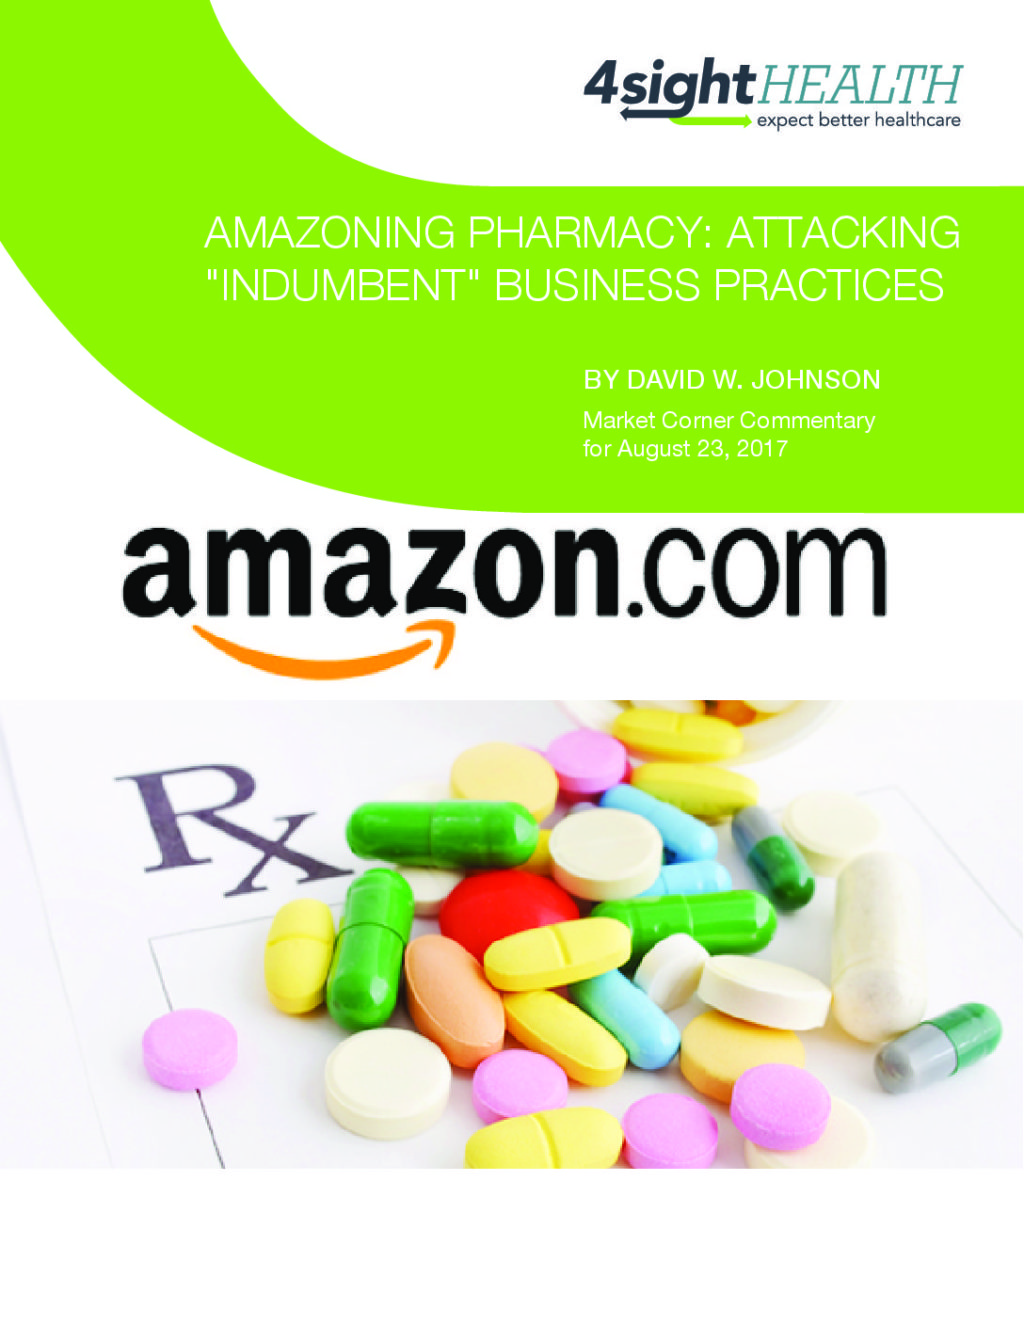 4sightHEALTH
expect better healthcare
AMAZONING PHARMACY: ATTACKING
"INDUMBENT" BUSINESS PRACTICES
BY DAVID W. JOHNSON
Market Corner Commentary
for August 23, 2017
amazon.com
Rx